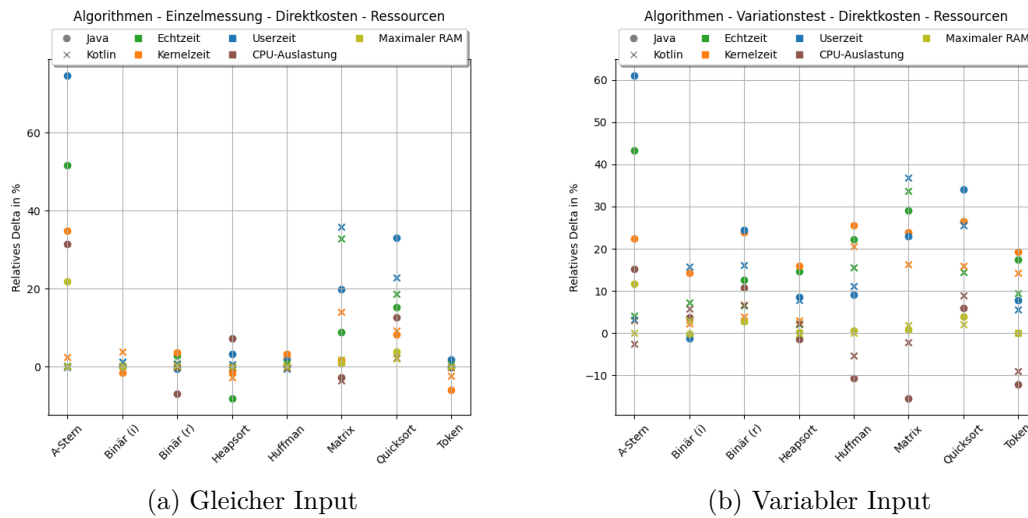 Algorithmen - Einzelmessung - Direktkosten - Ressourcen
Java Echtzeit Userzeit Maximaler RAM
Kotlin Kernelzeit CPU-Auslastung
Relatives Delta in %
60
40
20
0
A-Stern
Binär (i)
Binär (r)
Heapsort
Huffman
Matrix
Quicksort
Token
(a) Gleicher Input
Algorithmen - Variationstest - Direktkosten - Ressourcen
Java Echtzeit Userzeit Maximaler RAM
Kotlin Kernelzeit CPU-Auslastung
Relatives Delta in %
60
50
40
30
20
10
0
−10
A-Stern
Binär (i)
Binär (r)
Heapsort
Huffman
Matrix
Quicksort
Token
(b) Variabler Input